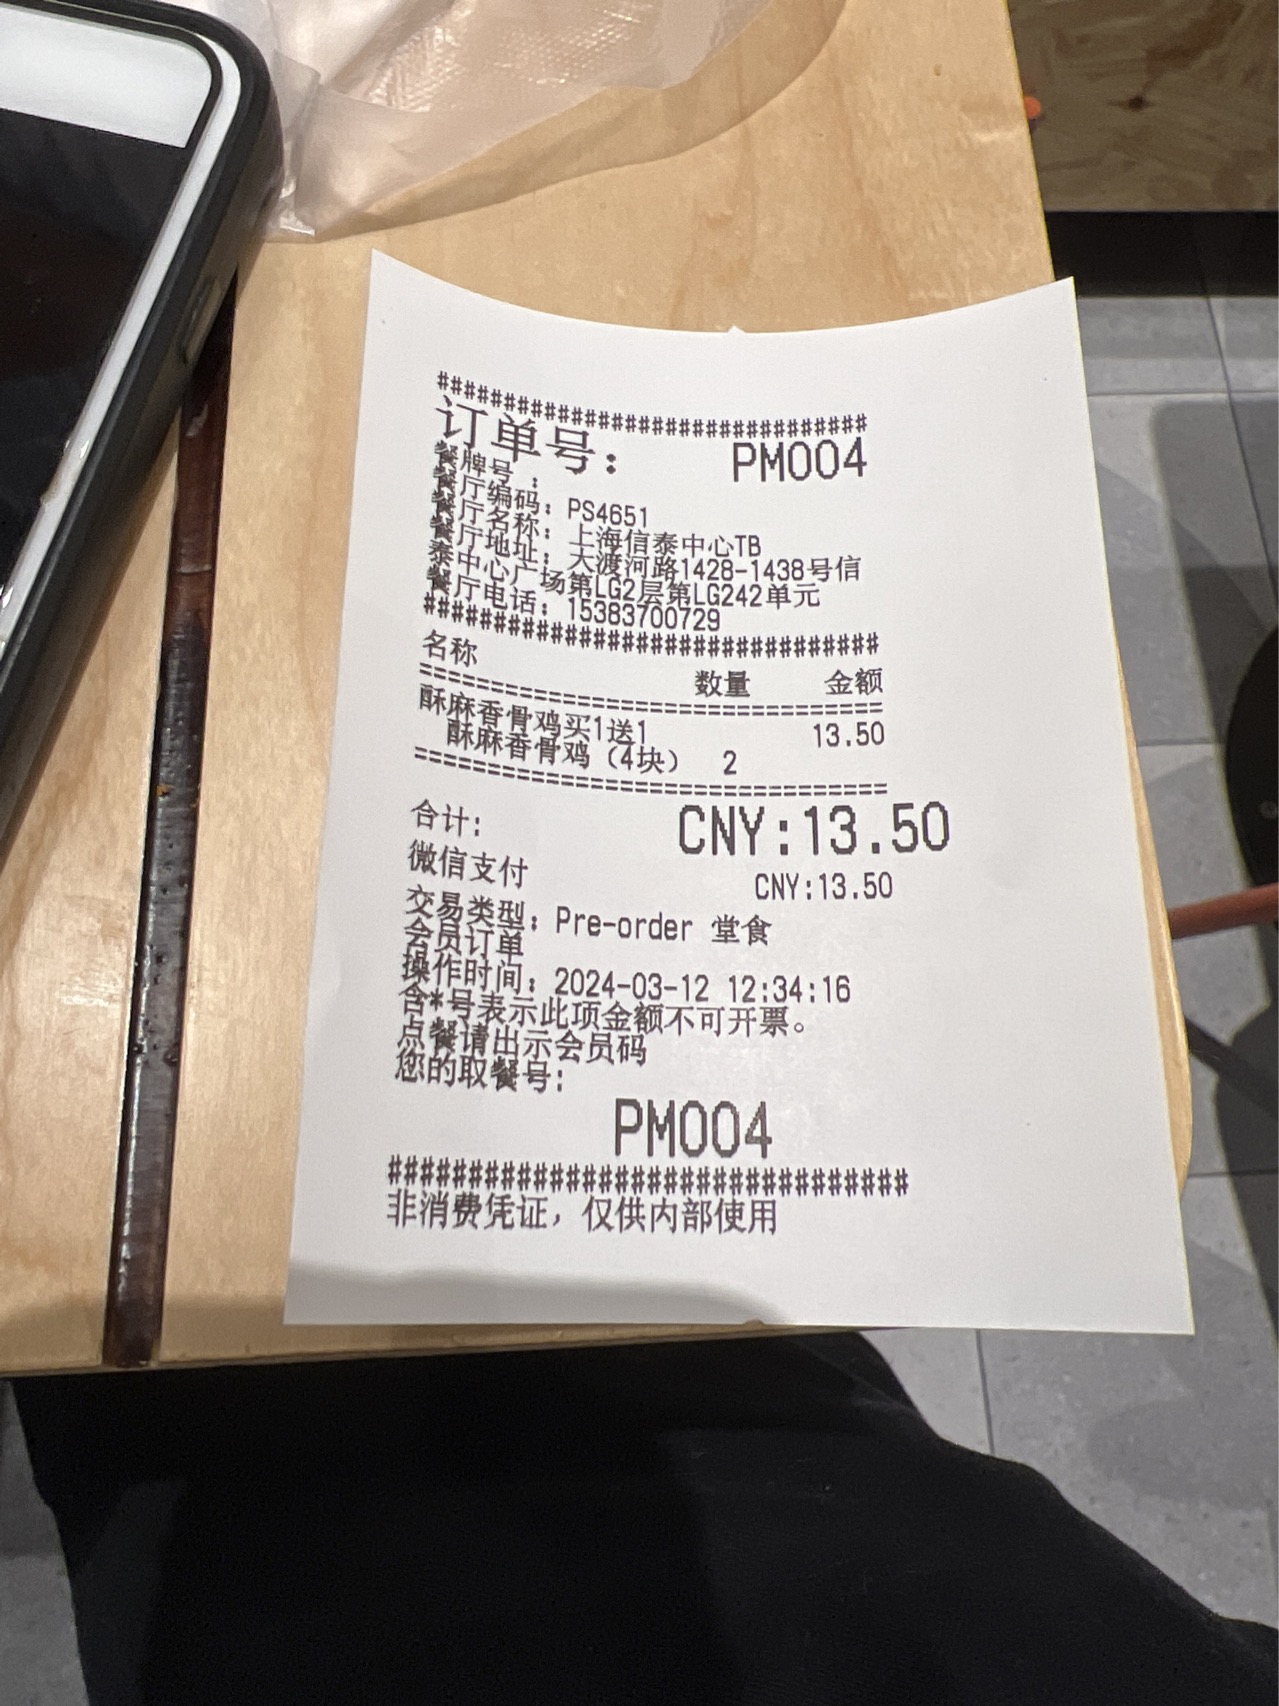 ################################
订单号： PM004
餐牌号：
餐厅编码：PS4651
餐厅名称：上海信泰中心TB
餐厅地址：大渡河路1428-1438号信
泰中心广场第LG2层第LG242单元
餐厅电话：15383700729
################################
名称 数量 金额
================================
酥麻香骨鸡买1送1 13.50
酥麻香骨鸡（4块） 2
================================
合计: CNY:13.50
微信支付 CNY:13.50
交易类型：Pre-order 堂食
会员订单
操作时间：2024-03-12 12:34:16
含*号表示此项金额不可开票。
点餐请出示会员码
您的取餐号:
PM004
################################
非消费凭证，仅供内部使用